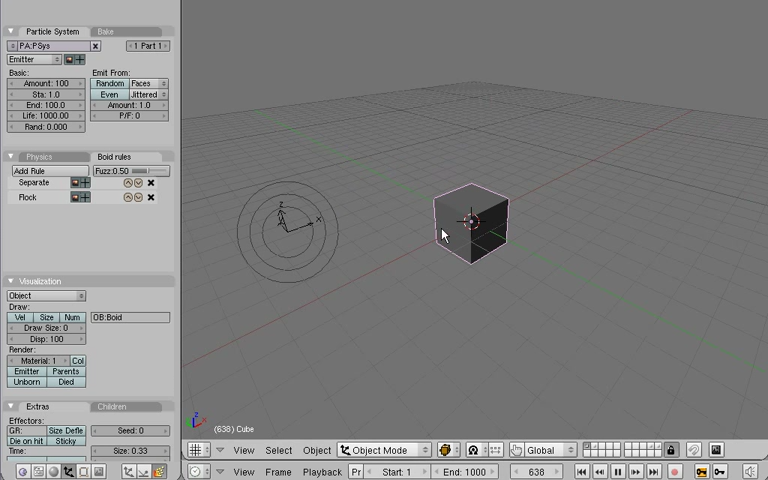 Particle System Bake
PA:PSys 1 Part 1
Emitter
Basic: Emit From:
Amount: 100 Random Faces
Sta: 1.0 Even Jittered
End: 100.0 Amount: 1.0
Life: 1000.00 P/F: 0
Rand: 0.000
Physics Boid rules
Add Rule Fuzz:0.50
Separate
Flock
Visualization
Object
Draw:
Vel Size Num OB:Boid
Draw Size: 0
Disp: 100
Render:
Material: 1 Col
Emitter Parents
Unborn Died
Extras Children
Effectors:
GR: Size Defle Seed: 0
Die on hit Sticky
Time: Size: 0.33
z
x
z
(638) Cube
View Select Object Object Mode Global
View Frame Playback Pr Start: 1 End: 1000 638